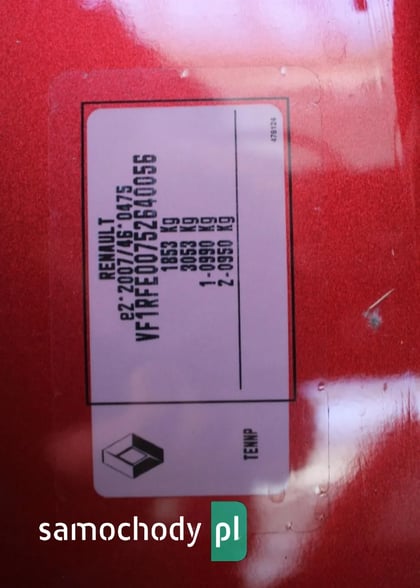 RENAULT
e2*2007/46*0475
VF1RFE00752640056
1853 Kg
3053 Kg
1-0990 Kg
2-0950 Kg
476124
TENNP
samochody pl